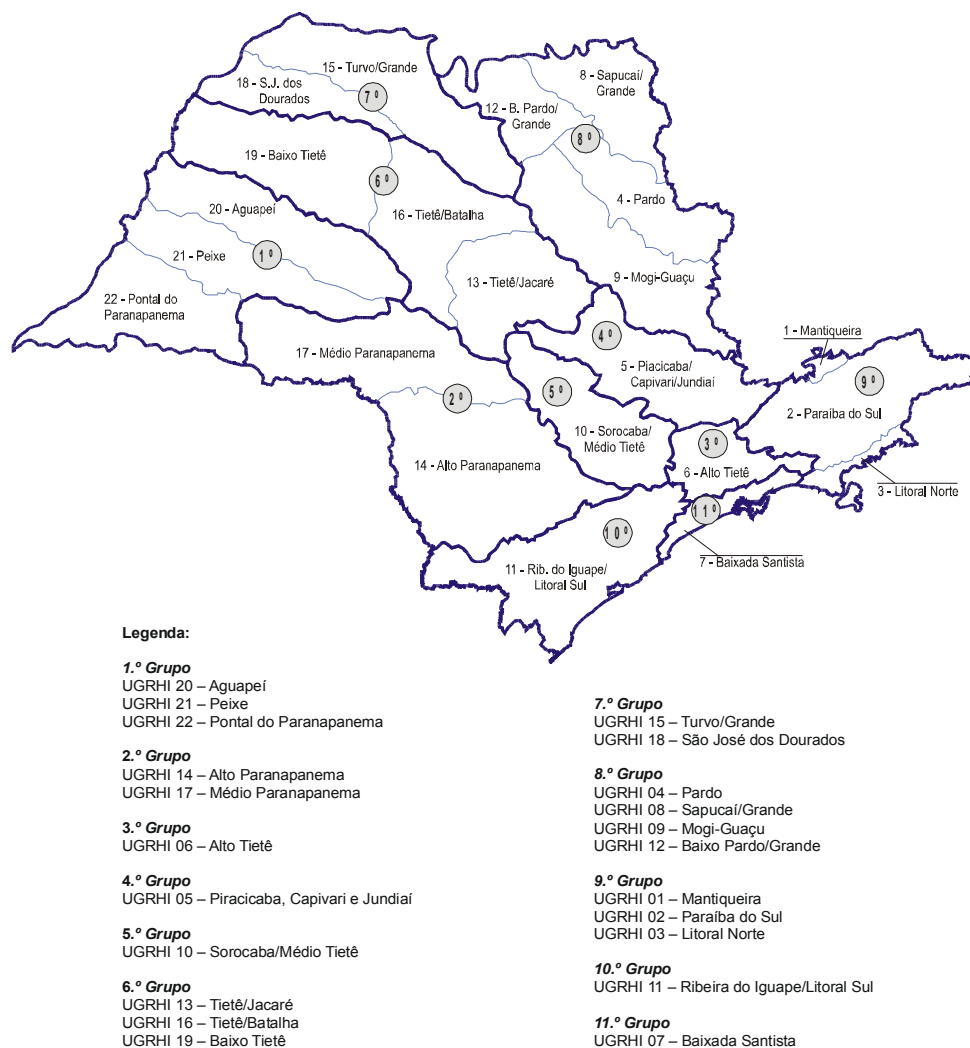 15 - Turvo/Grande
18 - S.J. dos
Dourados
7º
8 - Sapucaí/
Grande
12 - B. Pardo/
Grande
8º
19 - Baixo Tietê
6º
4 - Pardo
20 - Aguapeí
16 - Tietê/Batalha
21 - Peixe
1º
13 - Tietê/Jacaré
9 - Mogi-Guaçu
22 - Pontal do
Paranapanema
4º
1 - Mantiqueira
17 - Médio Paranapanema
5 - Piacicaba/
Capivari/Jundiaí
9º
2º
5º
2 - Paraíba do Sul
10 - Sorocaba/
Médio Tietê
3º
14 - Alto Paranapanema
6 - Alto Tietê
3 - Litoral Norte
11º
10º
7 - Baixada Santista
11 - Rib. do Iguape/
Litoral Sul
Legenda:
1.º Grupo
UGRHI 20 – Aguapeí
UGRHI 21 – Peixe
UGRHI 22 – Pontal do Paranapanema
2.º Grupo
UGRHI 14 – Alto Paranapanema
UGRHI 17 – Médio Paranapanema
3.º Grupo
UGRHI 06 – Alto Tietê
4.º Grupo
UGRHI 05 – Piracicaba, Capivari e Jundiaí
5.º Grupo
UGRHI 10 – Sorocaba/Médio Tietê
6.º Grupo
UGRHI 13 – Tietê/Jacaré
UGRHI 16 – Tietê/Batalha
UGRHI 19 – Baixo Tietê
7.º Grupo
UGRHI 15 – Turvo/Grande
UGRHI 18 – São José dos Dourados
8.º Grupo
UGRHI 04 – Pardo
UGRHI 08 – Sapucaí/Grande
UGRHI 09 – Mogi-Guaçu
UGRHI 12 – Baixo Pardo/Grande
9.º Grupo
UGRHI 01 – Mantiqueira
UGRHI 02 – Paraíba do Sul
UGRHI 03 – Litoral Norte
10.º Grupo
UGRHI 11 – Ribeira do Iguape/Litoral Sul
11.º Grupo
UGRHI 07 – Baixada Santista